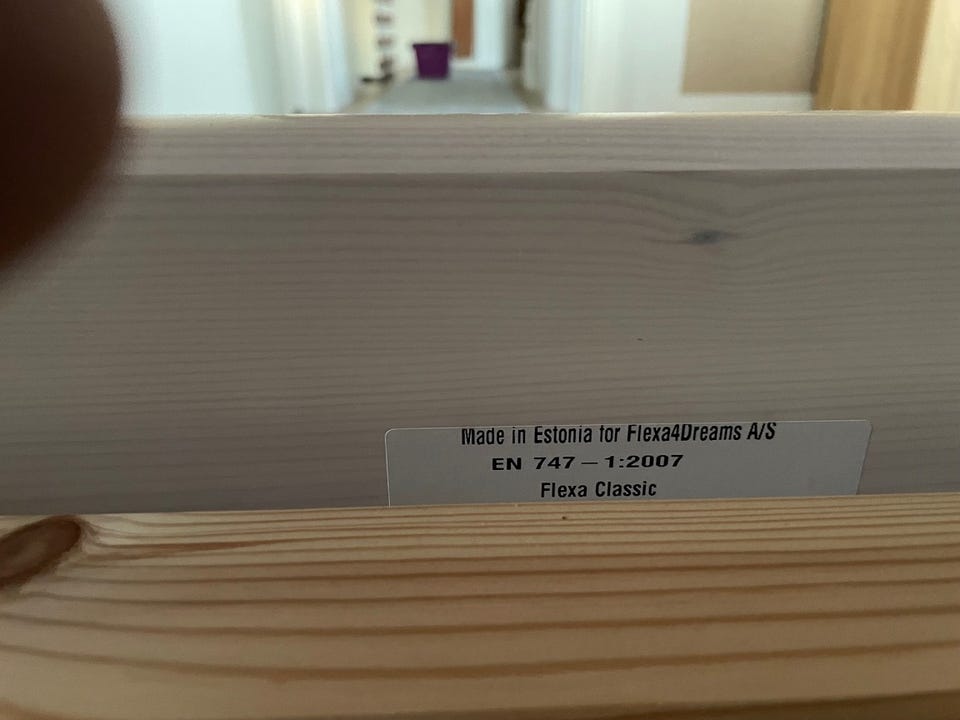 Made in Estonia for Flexa4Dreams A/S
EN 747 – 1:2007
Flexa Classic